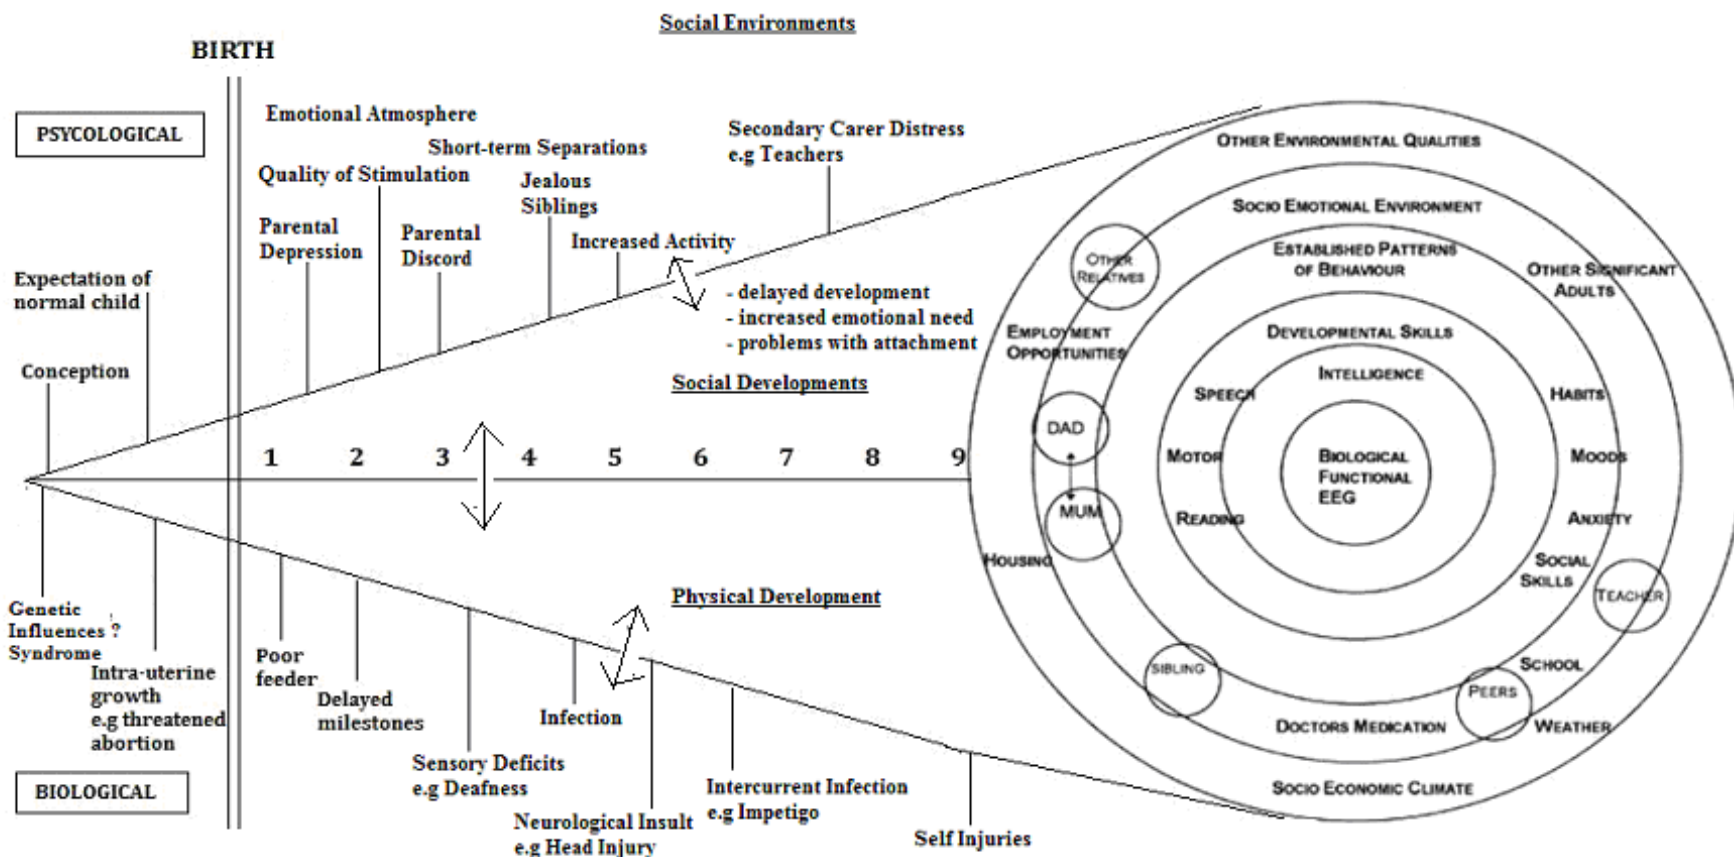 Social Environments
BIRTH
PSYCOLOGICAL
Emotional Atmosphere
Short-term Separations
Quality of Stimulation
Jealous
Siblings
Secondary Carer Distress
e.g Teachers
Parental
Depression
Parental
Discord
Increased Activity
Expectation of
normal child
Conception
- delayed development
- increased emotional need
- problems with attachment
Social Developments
1 2 3 4 5 6 7 8 9
Physical Development
Genetic
Influences ?
Syndrome
Intra-uterine
growth
e.g threatened
abortion
Poor
feeder
Delayed
milestones
Sensory Deficits
e.g Deafness
Infection
Neurological Insult
e.g Head Injury
Intercurrent Infection
e.g Impetigo
Self Injuries
BIOLOGICAL
OTHER ENVIRONMENTAL QUALITIES
SOCIO EMOTIONAL ENVIRONMENT
ESTABLISHED PATTERNS
OF BEHAVIOUR
OTHER
RELATIVES
OTHER SIGNIFICANT
ADULTS
EMPLOYMENT
OPPORTUNITIES
DEVELOPMENTAL SKILLS
INTELLIGENCE
SPEECH
HABITS
DAD
MOTOR
BIOLOGICAL
FUNCTIONAL
EEG
MOODS
MUM
READING
ANXIETY
HOUSING
SOCIAL
SKILLS
TEACHER
SIBLING
SCHOOL
PEERS
DOCTORS MEDICATION
WEATHER
SOCIO ECONOMIC CLIMATE